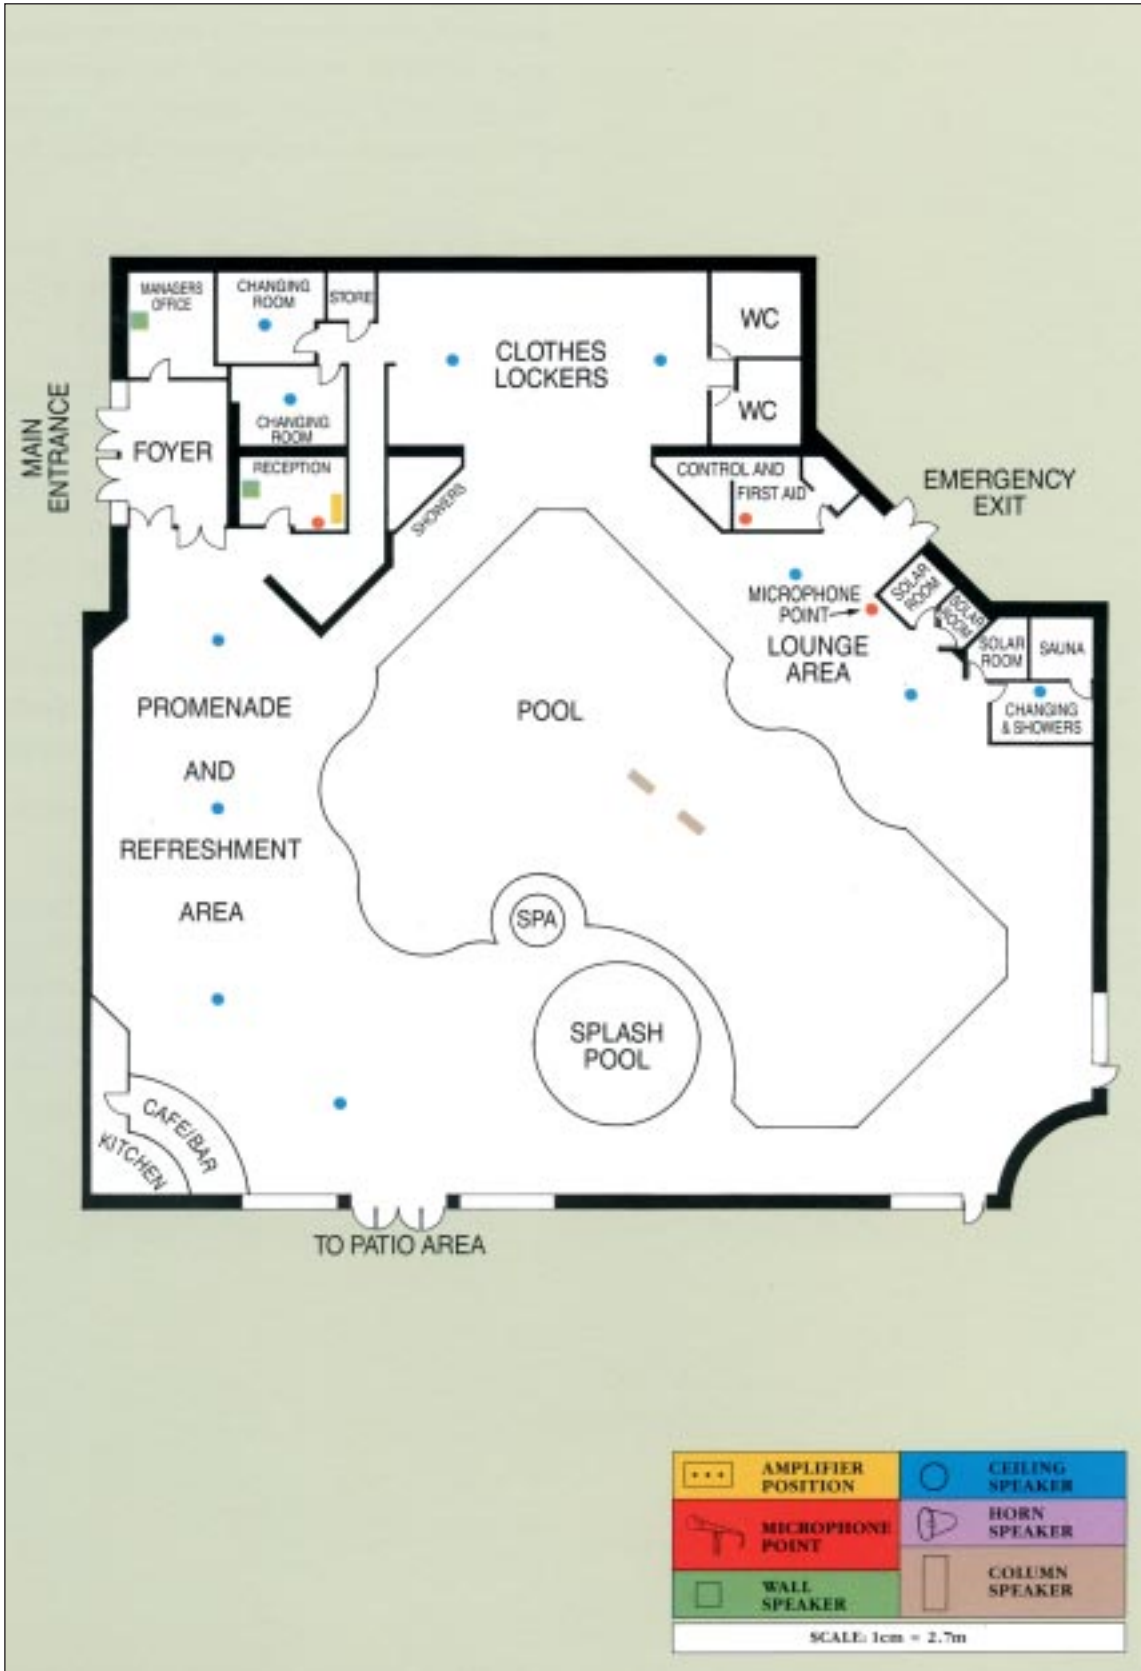 MANAGERS
OFFICE
CHANGING
ROOM
STORE
CLOTHES
LOCKERS
WC
WC
MAIN
ENTRANCE
FOYER
CHANGING
ROOM
RECEPTION
SHOWERS
CONTROL AND
FIRST AID
EMERGENCY
EXIT
SOLAR
ROOM
SOLAR
ROOM
SOLAR
ROOM
SAUNA
CHANGING
& SHOWERS
MICROPHONE
POINT
LOUNGE
AREA
PROMENADE
AND
REFRESHMENT
AREA
POOL
SPA
SPLASH
POOL
CAFE/BAR
KITCHEN
TO PATIO AREA
AMPLIFIER
POSITION
CEILING
SPEAKER
MICROPHONE
POINT
HORN
SPEAKER
WALL
SPEAKER
COLUMN
SPEAKER
SCALE: 1cm = 2.7m